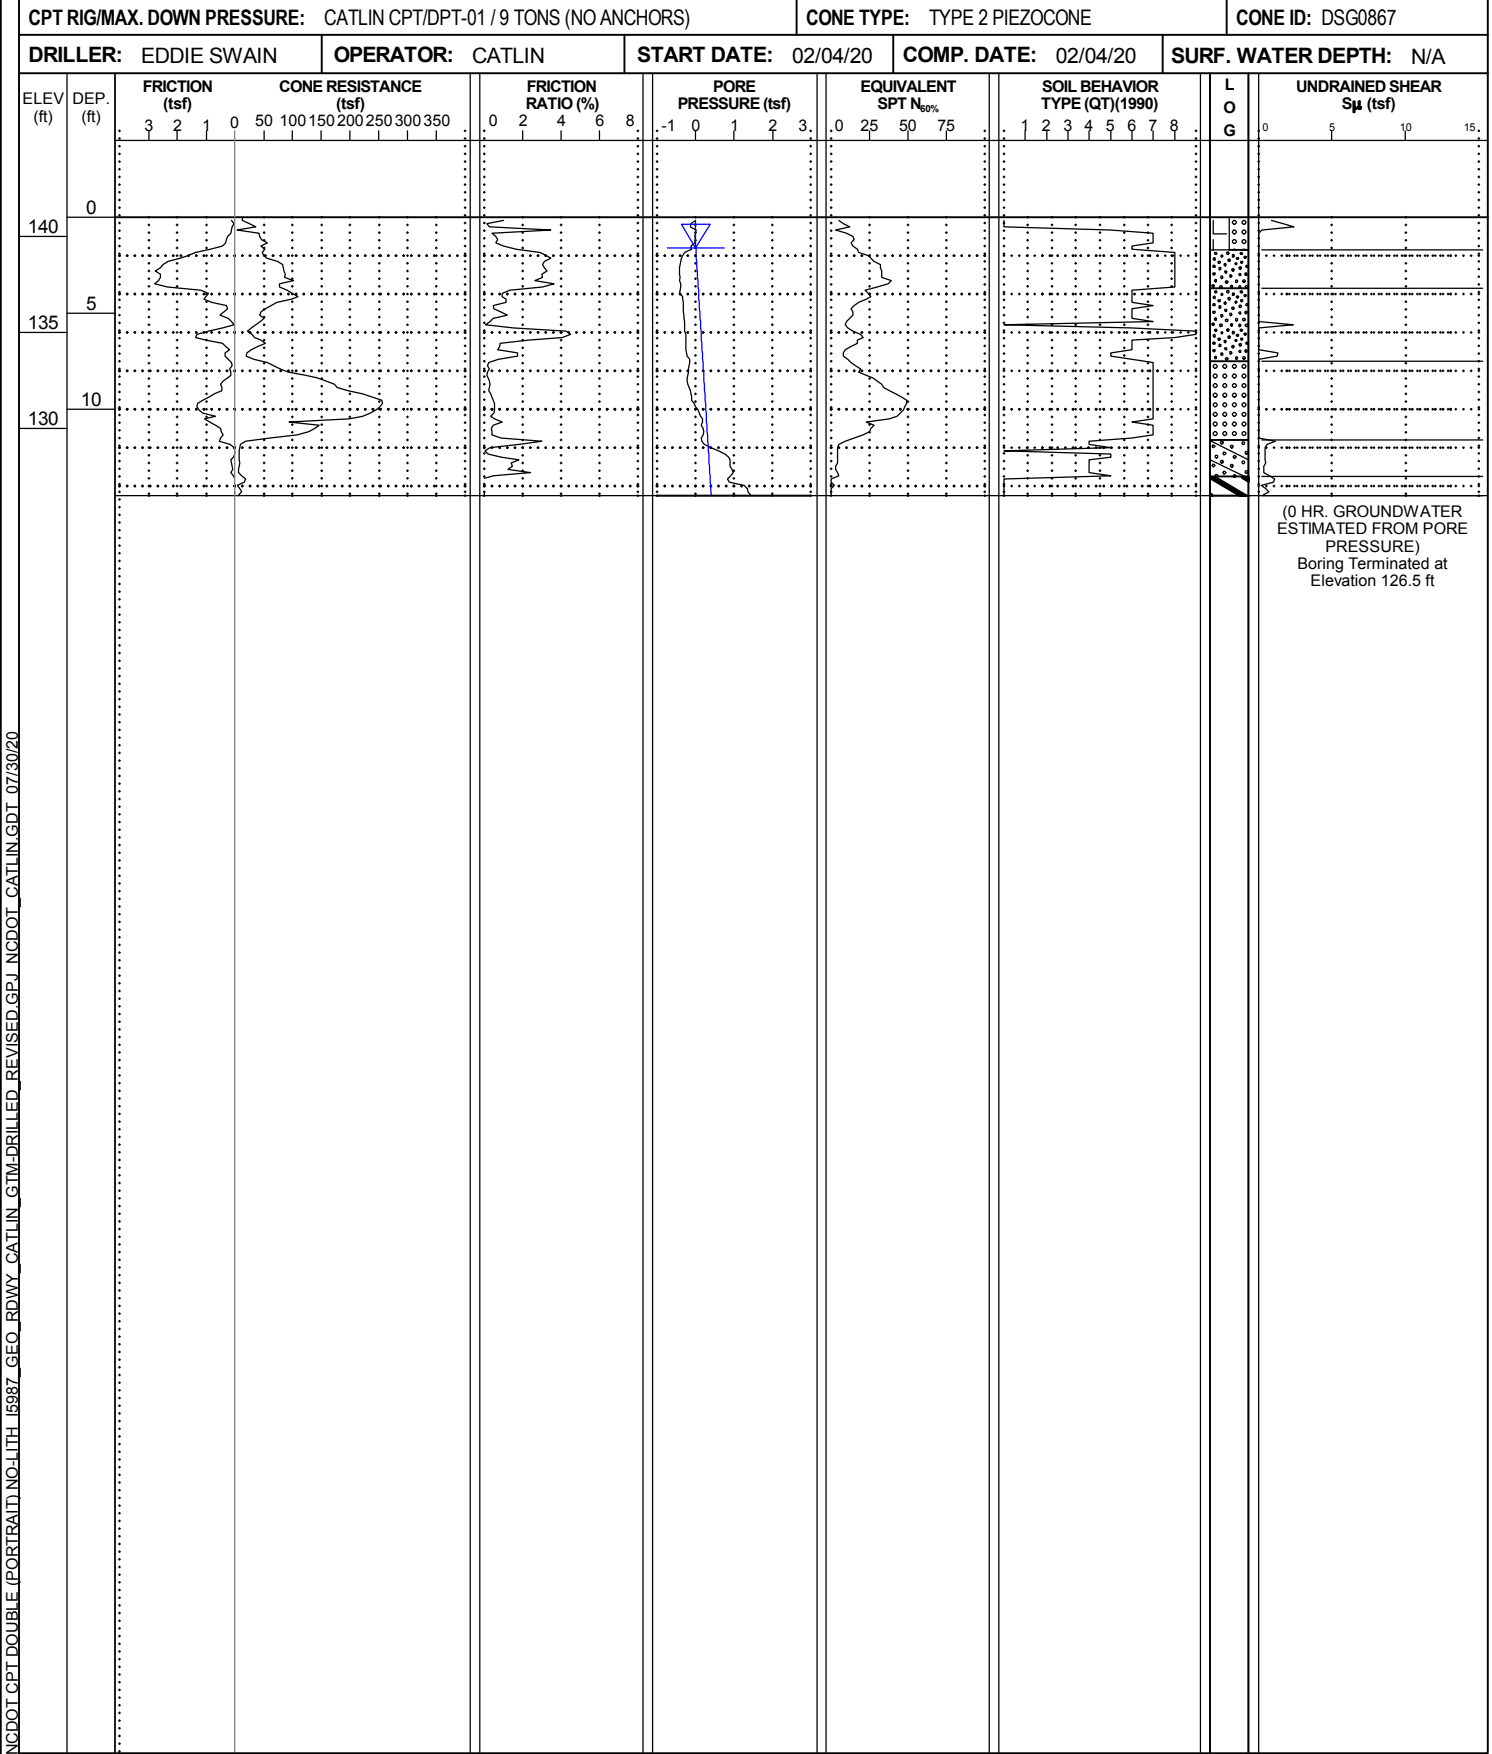 CPT RIG/MAX. DOWN PRESSURE: CATLIN CPT/DPT-01 / 9 TONS (NO ANCHORS) CONE TYPE: TYPE 2 PIEZOCONE CONE ID: DSG0867
DRILLER: EDDIE SWAIN OPERATOR: CATLIN START DATE: 02/04/20 COMP. DATE: 02/04/20 SURF. WATER DEPTH: N/A
ELEV (ft)
DEP. (ft)
FRICTION (tsf)
3 2 1 0
CONE RESISTANCE (tsf)
50 100 150 200 250 300 350
FRICTION RATIO (%)
0 2 4 6 8
PORE PRESSURE (tsf)
-1 0 1 2 3
EQUIVALENT SPT N60%
0 25 50 75
SOIL BEHAVIOR TYPE (QT)(1990)
1 2 3 4 5 6 7 8
L O G
UNDRAINED SHEAR Sμ (tsf)
0 5 10 15
0
140
5
135
10
130
(0 HR. GROUNDWATER
ESTIMATED FROM PORE
PRESSURE)
Boring Terminated at
Elevation 126.5 ft
NCDOT CPT DOUBLE (PORTRAIT) NO-LITH I5987_GEO_RDWY_CATLIN_GTM-DRILLED_REVISED.GPJ NCDOT_CATLIN.GDT 07/30/20